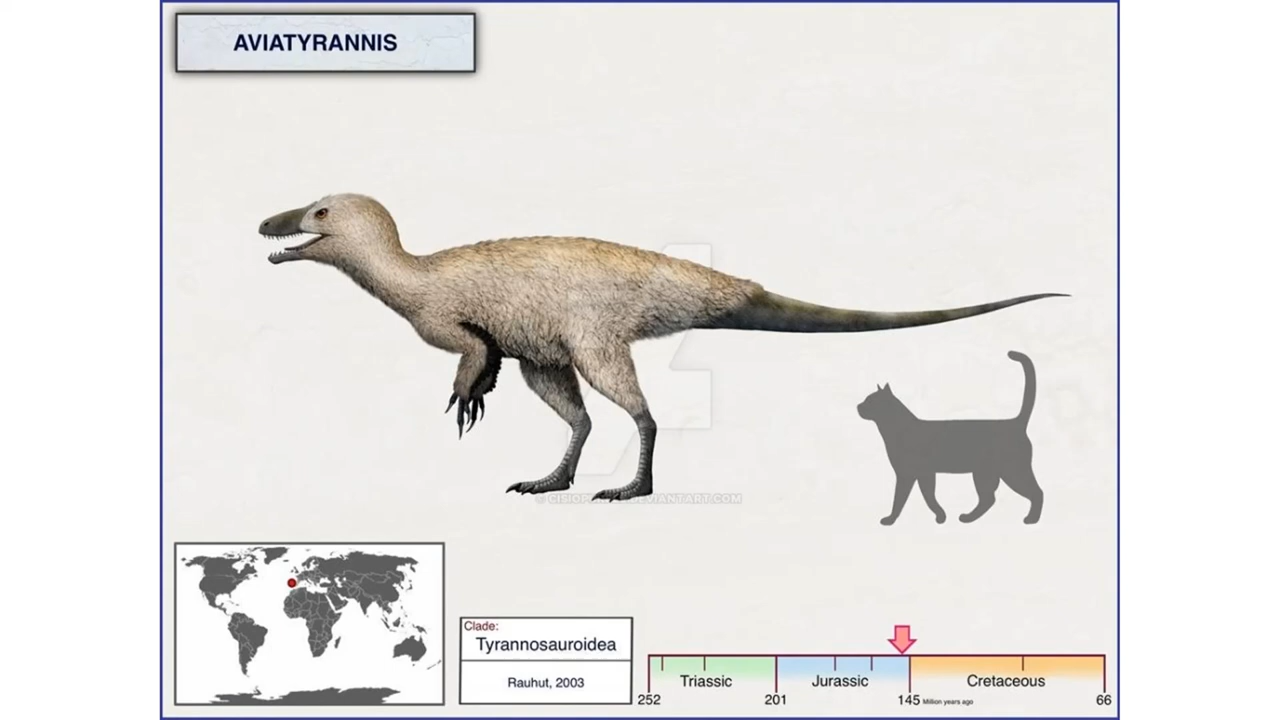 AVIATYRANNIS
Clade:
Tyrannosauroidea
Rauhut, 2003
Triassic
Jurassic
Cretaceous
252
201
145 Million years ago
66